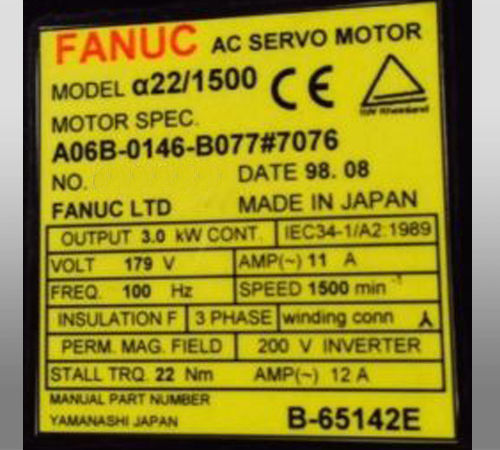 FANUC AC SERVO MOTOR
MODEL α22/1500 CE
TÜV Rheinland
MOTOR SPEC.
A06B-0146-B077#7076
NO. DATE 98. 08
FANUC LTD MADE IN JAPAN
OUTPUT 3.0 kW CONT. IEC34-1/A2:1989
VOLT 179 V AMP(~) 11 A
FREQ. 100 Hz SPEED 1500 min⁻¹
INSULATION F 3 PHASE winding conn ⅄
PERM. MAG. FIELD 200 V INVERTER
STALL TRQ. 22 Nm AMP(~) 12 A
MANUAL PART NUMBER
YAMANASHI JAPAN B-65142E